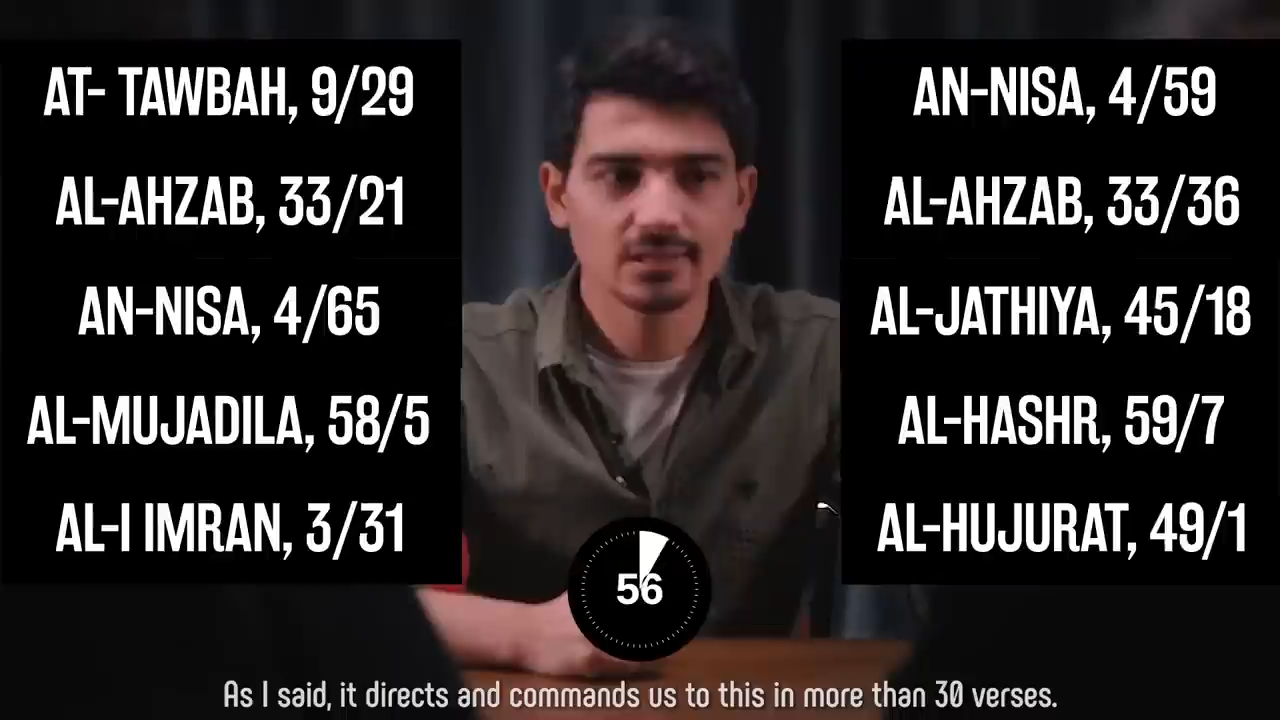 AT- TAWBAH, 9/29
AL-AHZAB, 33/21
AN-NISA, 4/65
AL-MUJADILA, 58/5
AL-I IMRAN, 3/31
AN-NISA, 4/59
AL-AHZAB, 33/36
AL-JATHIYA, 45/18
AL-HASHR, 59/7
AL-HUJURAT, 49/1
56
As I said, it directs and commands us to this in more than 30 verses.